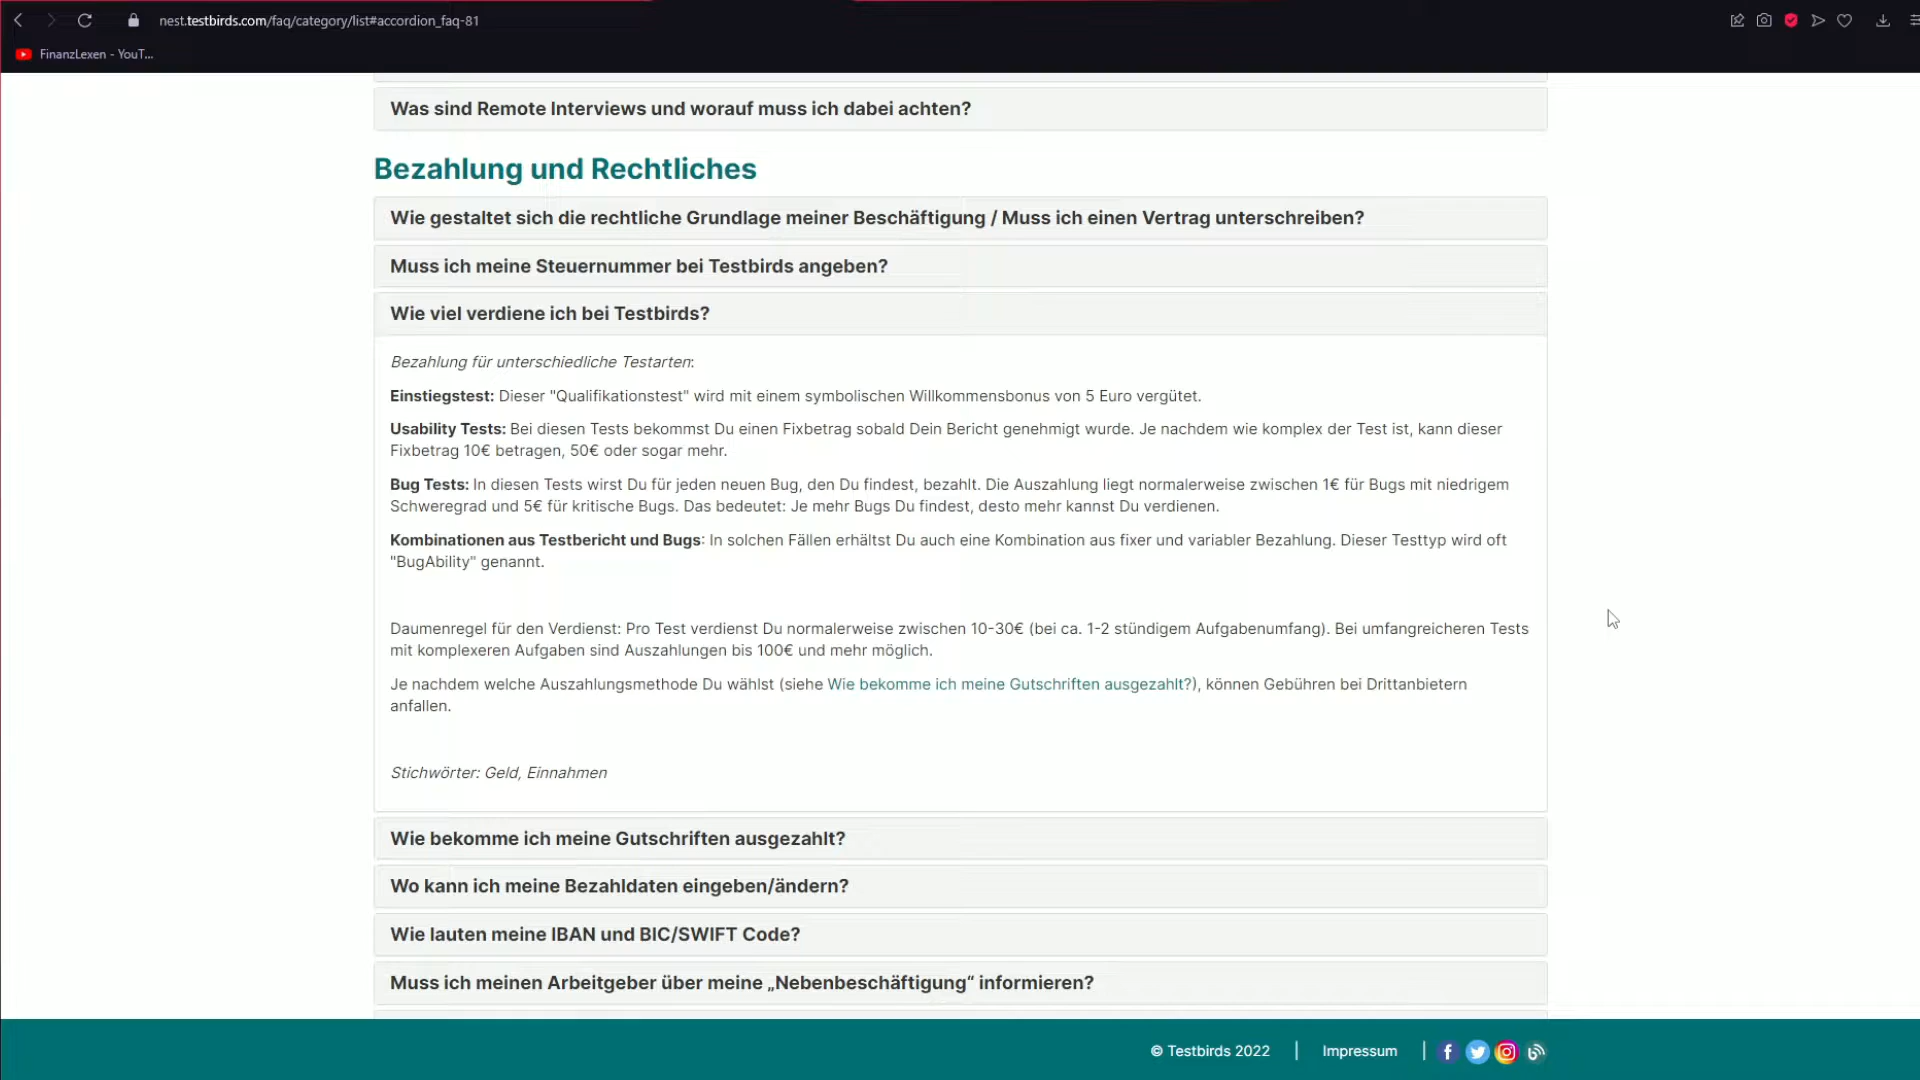 nest.testbirds.com/faq/category/list#accordion_faq-81
FinanzLexen - YouT...
Was sind Remote Interviews und worauf muss ich dabei achten?
Bezahlung und Rechtliches
Wie gestaltet sich die rechtliche Grundlage meiner Beschäftigung / Muss ich einen Vertrag unterschreiben?
Muss ich meine Steuernummer bei Testbirds angeben?
Wie viel verdiene ich bei Testbirds?
Bezahlung für unterschiedliche Testarten:
Einstiegstest: Dieser "Qualifikationstest" wird mit einem symbolischen Willkommensbonus von 5 Euro vergütet.
Usability Tests: Bei diesen Tests bekommst Du einen Fixbetrag sobald Dein Bericht genehmigt wurde. Je nachdem wie komplex der Test ist, kann dieser
Fixbetrag 10€ betragen, 50€ oder sogar mehr.
Bug Tests: In diesen Tests wirst Du für jeden neuen Bug, den Du findest, bezahlt. Die Auszahlung liegt normalerweise zwischen 1€ für Bugs mit niedrigem
Schweregrad und 5€ für kritische Bugs. Das bedeutet: Je mehr Bugs Du findest, desto mehr kannst Du verdienen.
Kombinationen aus Testbericht und Bugs: In solchen Fällen erhältst Du auch eine Kombination aus fixer und variabler Bezahlung. Dieser Testtyp wird oft
"BugAbility" genannt.
Daumenregel für den Verdienst: Pro Test verdienst Du normalerweise zwischen 10-30€ (bei ca. 1-2 stündigem Aufgabenumfang). Bei umfangreicheren Tests
mit komplexeren Aufgaben sind Auszahlungen bis 100€ und mehr möglich.
Je nachdem welche Auszahlungsmethode Du wählst (siehe Wie bekomme ich meine Gutschriften ausgezahlt?), können Gebühren bei Drittanbietern
anfallen.
Stichwörter: Geld, Einnahmen
Wie bekomme ich meine Gutschriften ausgezahlt?
Wo kann ich meine Bezahldaten eingeben/ändern?
Wie lauten meine IBAN und BIC/SWIFT Code?
Muss ich meinen Arbeitgeber über meine „Nebenbeschäftigung“ informieren?
© Testbirds 2022 | Impressum |